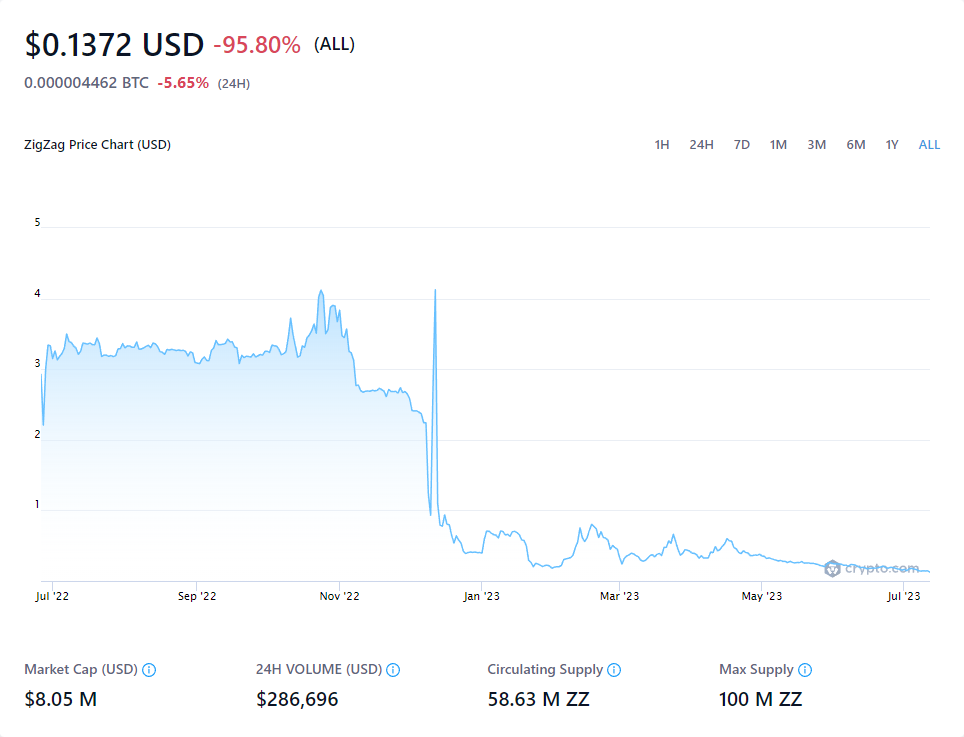 $0.1372 USD -95.80% (ALL)
0.000004462 BTC -5.65% (24H)
ZigZag Price Chart (USD) 1H 24H 7D 1M 3M 6M 1Y ALL
5
4
3
2
1
crypto.com
Jul '22 Sep '22 Nov '22 Jan '23 Mar '23 May '23 Jul '23
Market Cap (USD) 24H VOLUME (USD) Circulating Supply Max Supply
$8.05 M $286,696 58.63 M ZZ 100 M ZZ